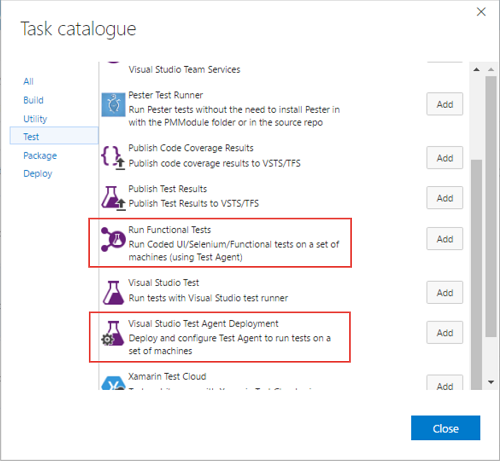 Task catalogue
All
Build
Utility
Test
Package
Deploy
Visual Studio Team Services
Pester Test Runner
Run Pester tests without the need to install Pester in
with the PMModule folder or in the source repo
Add
Publish Code Coverage Results
Publish code coverage results to VSTS/TFS
Add
Publish Test Results
Publish Test Results to VSTS/TFS
Add
Run Functional Tests
Run Coded UI/Selenium/Functional tests on a set of
machines (using Test Agent)
Add
Visual Studio Test
Run tests with Visual Studio test runner
Add
Visual Studio Test Agent Deployment
Deploy and configure Test Agent to run tests on a
set of machines
Add
Xamarin Test Cloud
Add
Close